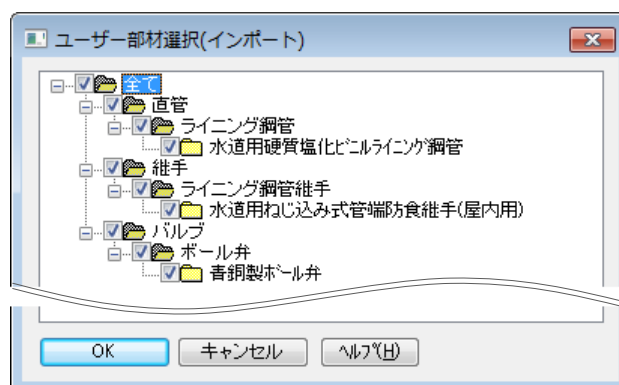 ユーザー部材選択(インポート)
全て
直管
ライニング鋼管
水道用硬質塩化ﾋﾞﾆﾙﾗｲﾆﾝｸﾞ鋼管
継手
ライニング鋼管継手
水道用ねじ込み式管端防食継手(屋内用)
バルブ
ボール弁
青銅製ﾎﾞｰﾙ弁
OK キャンセル ﾍﾙﾌﾟ(H)